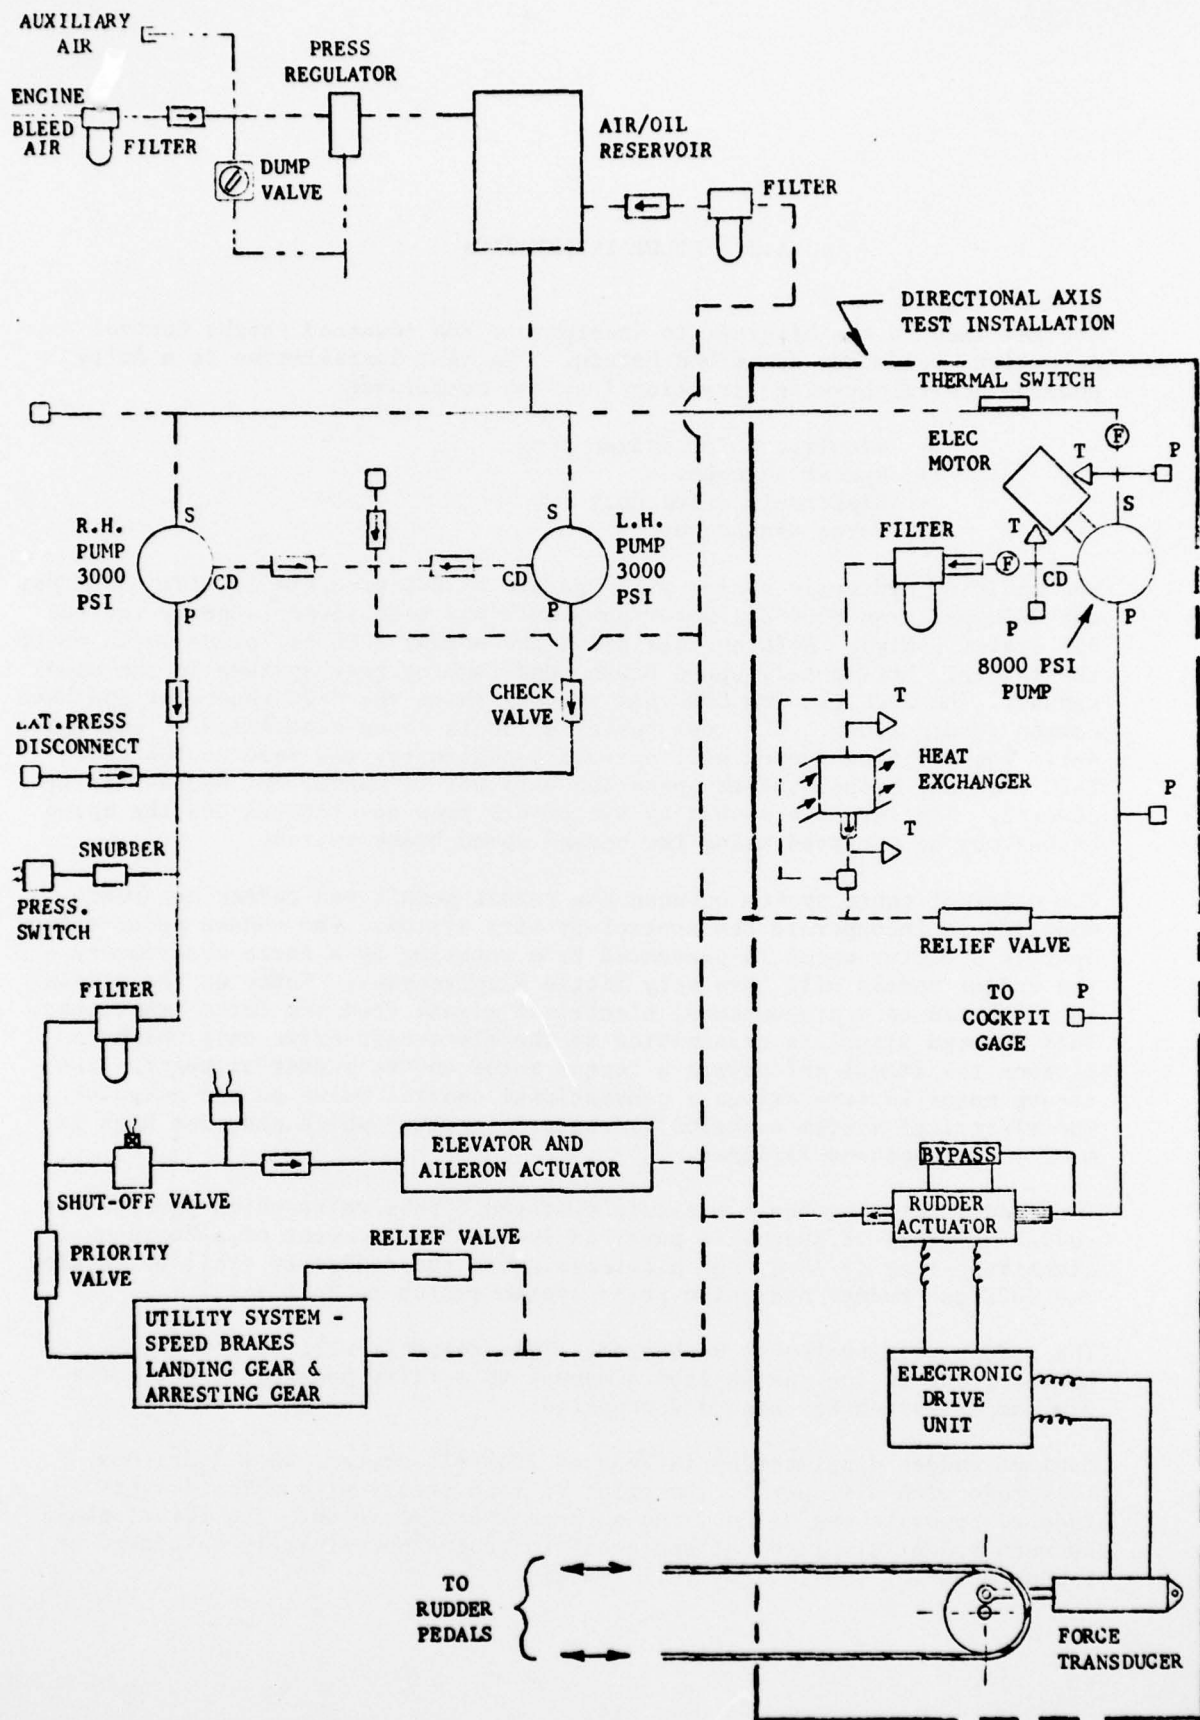 AUXILIARY
AIR
PRESS
REGULATOR
ENGINE
BLEED
AIR
FILTER
DUMP
VALVE
AIR/OIL
RESERVOIR
FILTER
DIRECTIONAL AXIS
TEST INSTALLATION
THERMAL SWITCH
F
ELEC
MOTOR
T
P
S
R.H.
PUMP
3000
PSI
S
CD
P
S
CD
P
L.H.
PUMP
3000
PSI
FILTER
T
F
CD
P
P
8000 PSI
PUMP
CHECK
VALVE
EXT.PRESS
DISCONNECT
T
HEAT
EXCHANGER
T
P
SNUBBER
PRESS.
SWITCH
RELIEF VALVE
FILTER
TO
COCKPIT
GAGE
P
ELEVATOR AND
AILERON ACTUATOR
BYPASS
SHUT-OFF VALVE
RUDDER
ACTUATOR
PRIORITY
VALVE
RELIEF VALVE
UTILITY SYSTEM -
SPEED BRAKES
LANDING GEAR &
ARRESTING GEAR
ELECTRONIC
DRIVE
UNIT
TO
RUDDER
PEDALS
FORCE
TRANSDUCER